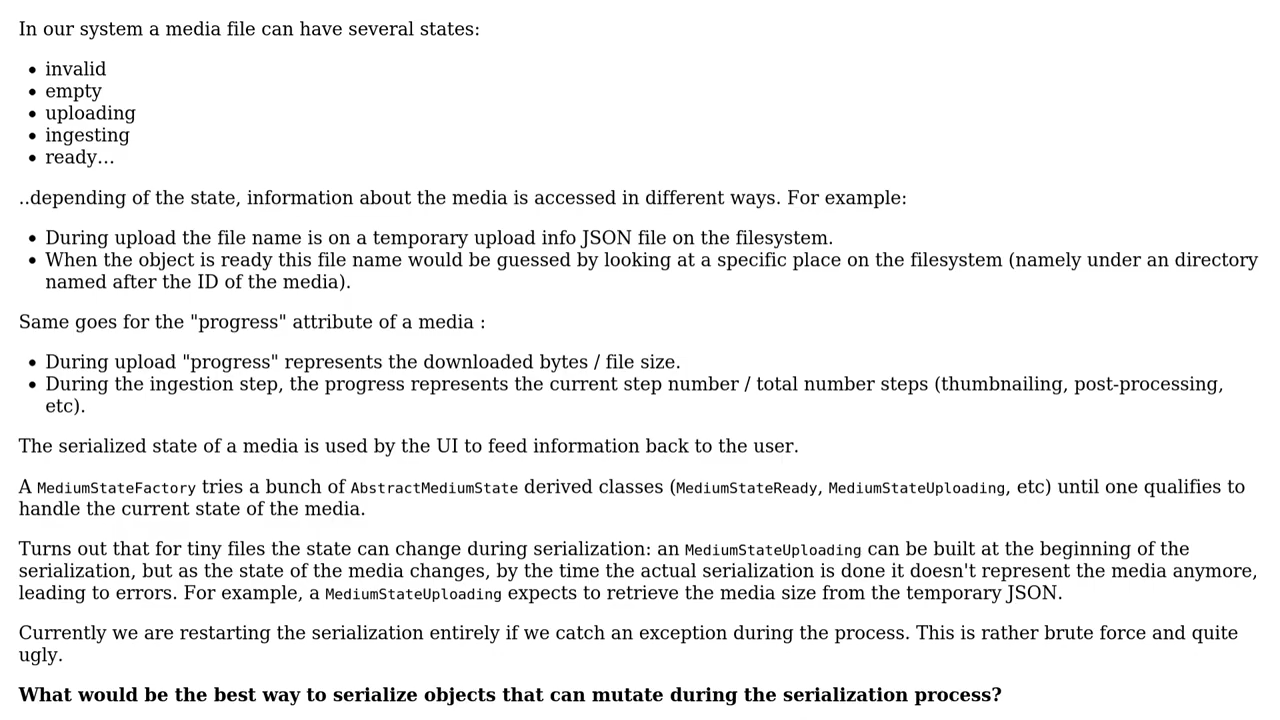 In our system a media file can have several states:
• invalid
• empty
• uploading
• ingesting
• ready...
..depending of the state, information about the media is accessed in different ways. For example:
• During upload the file name is on a temporary upload info JSON file on the filesystem.
• When the object is ready this file name would be guessed by looking at a specific place on the filesystem (namely under an directory
named after the ID of the media).
Same goes for the "progress" attribute of a media :
• During upload "progress" represents the downloaded bytes / file size.
• During the ingestion step, the progress represents the current step number / total number steps (thumbnailing, post-processing,
etc).
The serialized state of a media is used by the UI to feed information back to the user.
A MediumStateFactory tries a bunch of AbstractMediumState derived classes (MediumStateReady, MediumStateUploading, etc) until one qualifies to
handle the current state of the media.
Turns out that for tiny files the state can change during serialization: an MediumStateUploading can be built at the beginning of the
serialization, but as the state of the media changes, by the time the actual serialization is done it doesn't represent the media anymore,
leading to errors. For example, a MediumStateUploading expects to retrieve the media size from the temporary JSON.
Currently we are restarting the serialization entirely if we catch an exception during the process. This is rather brute force and quite
ugly.
What would be the best way to serialize objects that can mutate during the serialization process?